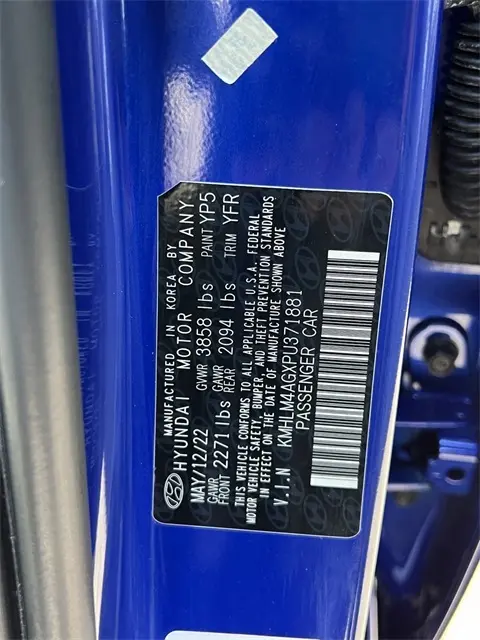 MANUFACTURED IN KOREA BY
HYUNDAI MOTOR COMPANY
MAY/12/22 GVWR 3858 lbs PAINT YP5
GAWR FRONT 2271 lbs GAWR REAR 2094 lbs TRIM YFR
THIS VEHICLE CONFORMS TO ALL APPLICABLE U.S.A. FEDERAL
MOTOR VEHICLE SAFETY, BUMPER, AND THEFT PREVENTION STANDARDS
IN EFFECT ON THE DATE OF MANUFACTURE SHOWN ABOVE
V.I.N KMHLM4AGXPU371881
PASSENGER CAR